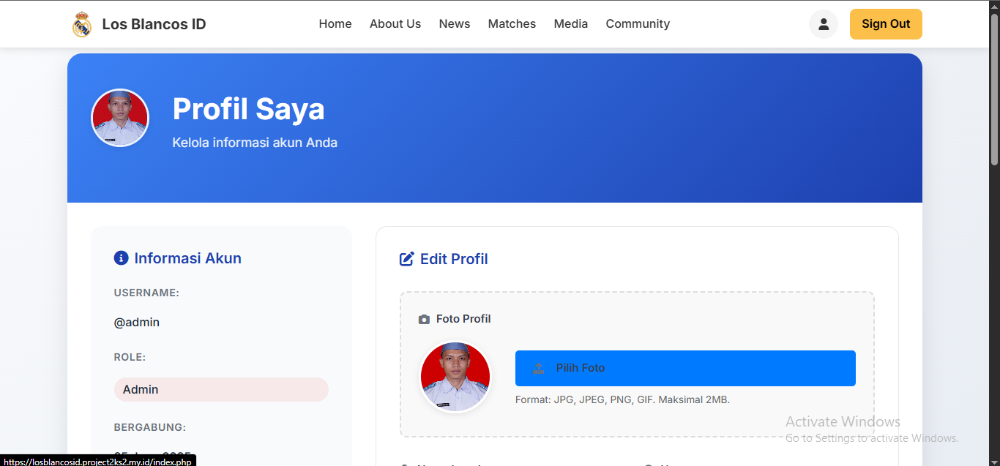 Los Blancos ID
Home About Us News Matches Media Community
Sign Out
Profil Saya
Kelola informasi akun Anda
Informasi Akun
USERNAME:
@admin
ROLE:
Admin
BERGABUNG:
Edit Profil
Foto Profil
Pilih Foto
Format: JPG, JPEG, PNG, GIF. Maksimal 2MB.
Activate Windows
Go to Settings to activate Windows.
https://losblancosid.project2ks2.my.id/index.php